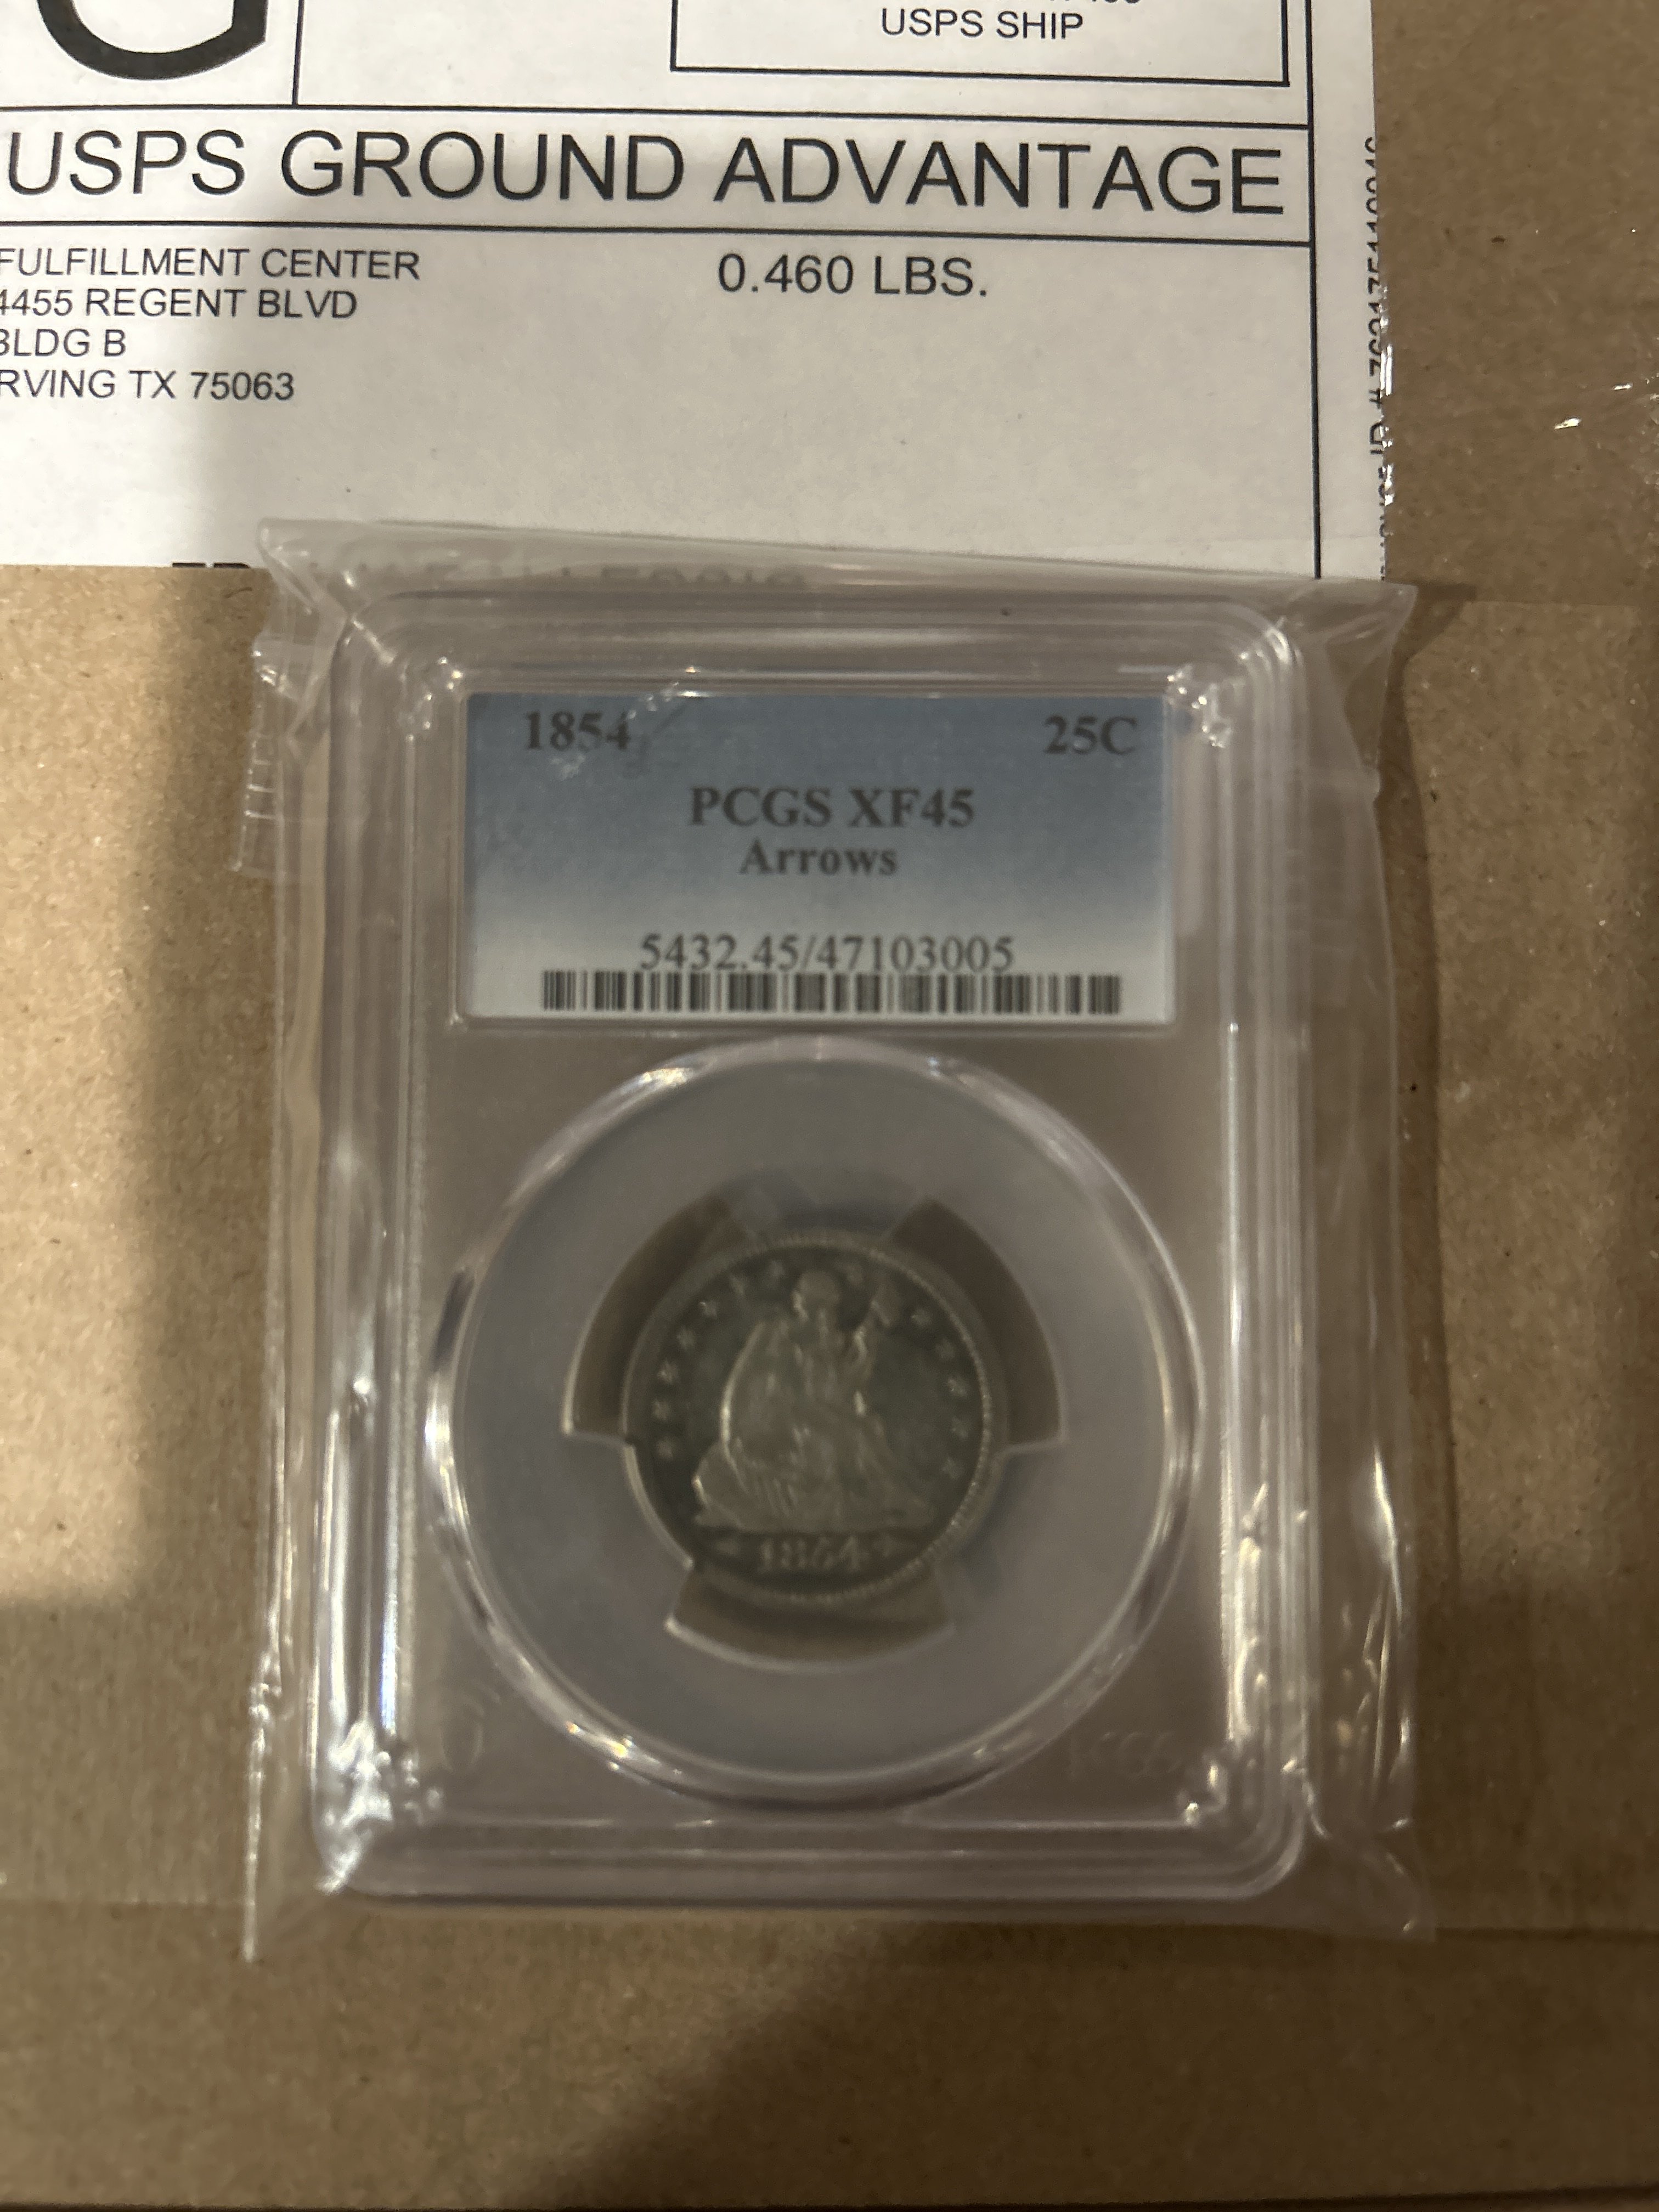 USPS SHIP
USPS GROUND ADVANTAGE
FULFILLMENT CENTER
4455 REGENT BLVD
BLDG B
RVING TX 75063
0.460 LBS.
1854 25C
PCGS XF45
Arrows
5432.45/47103005
1854